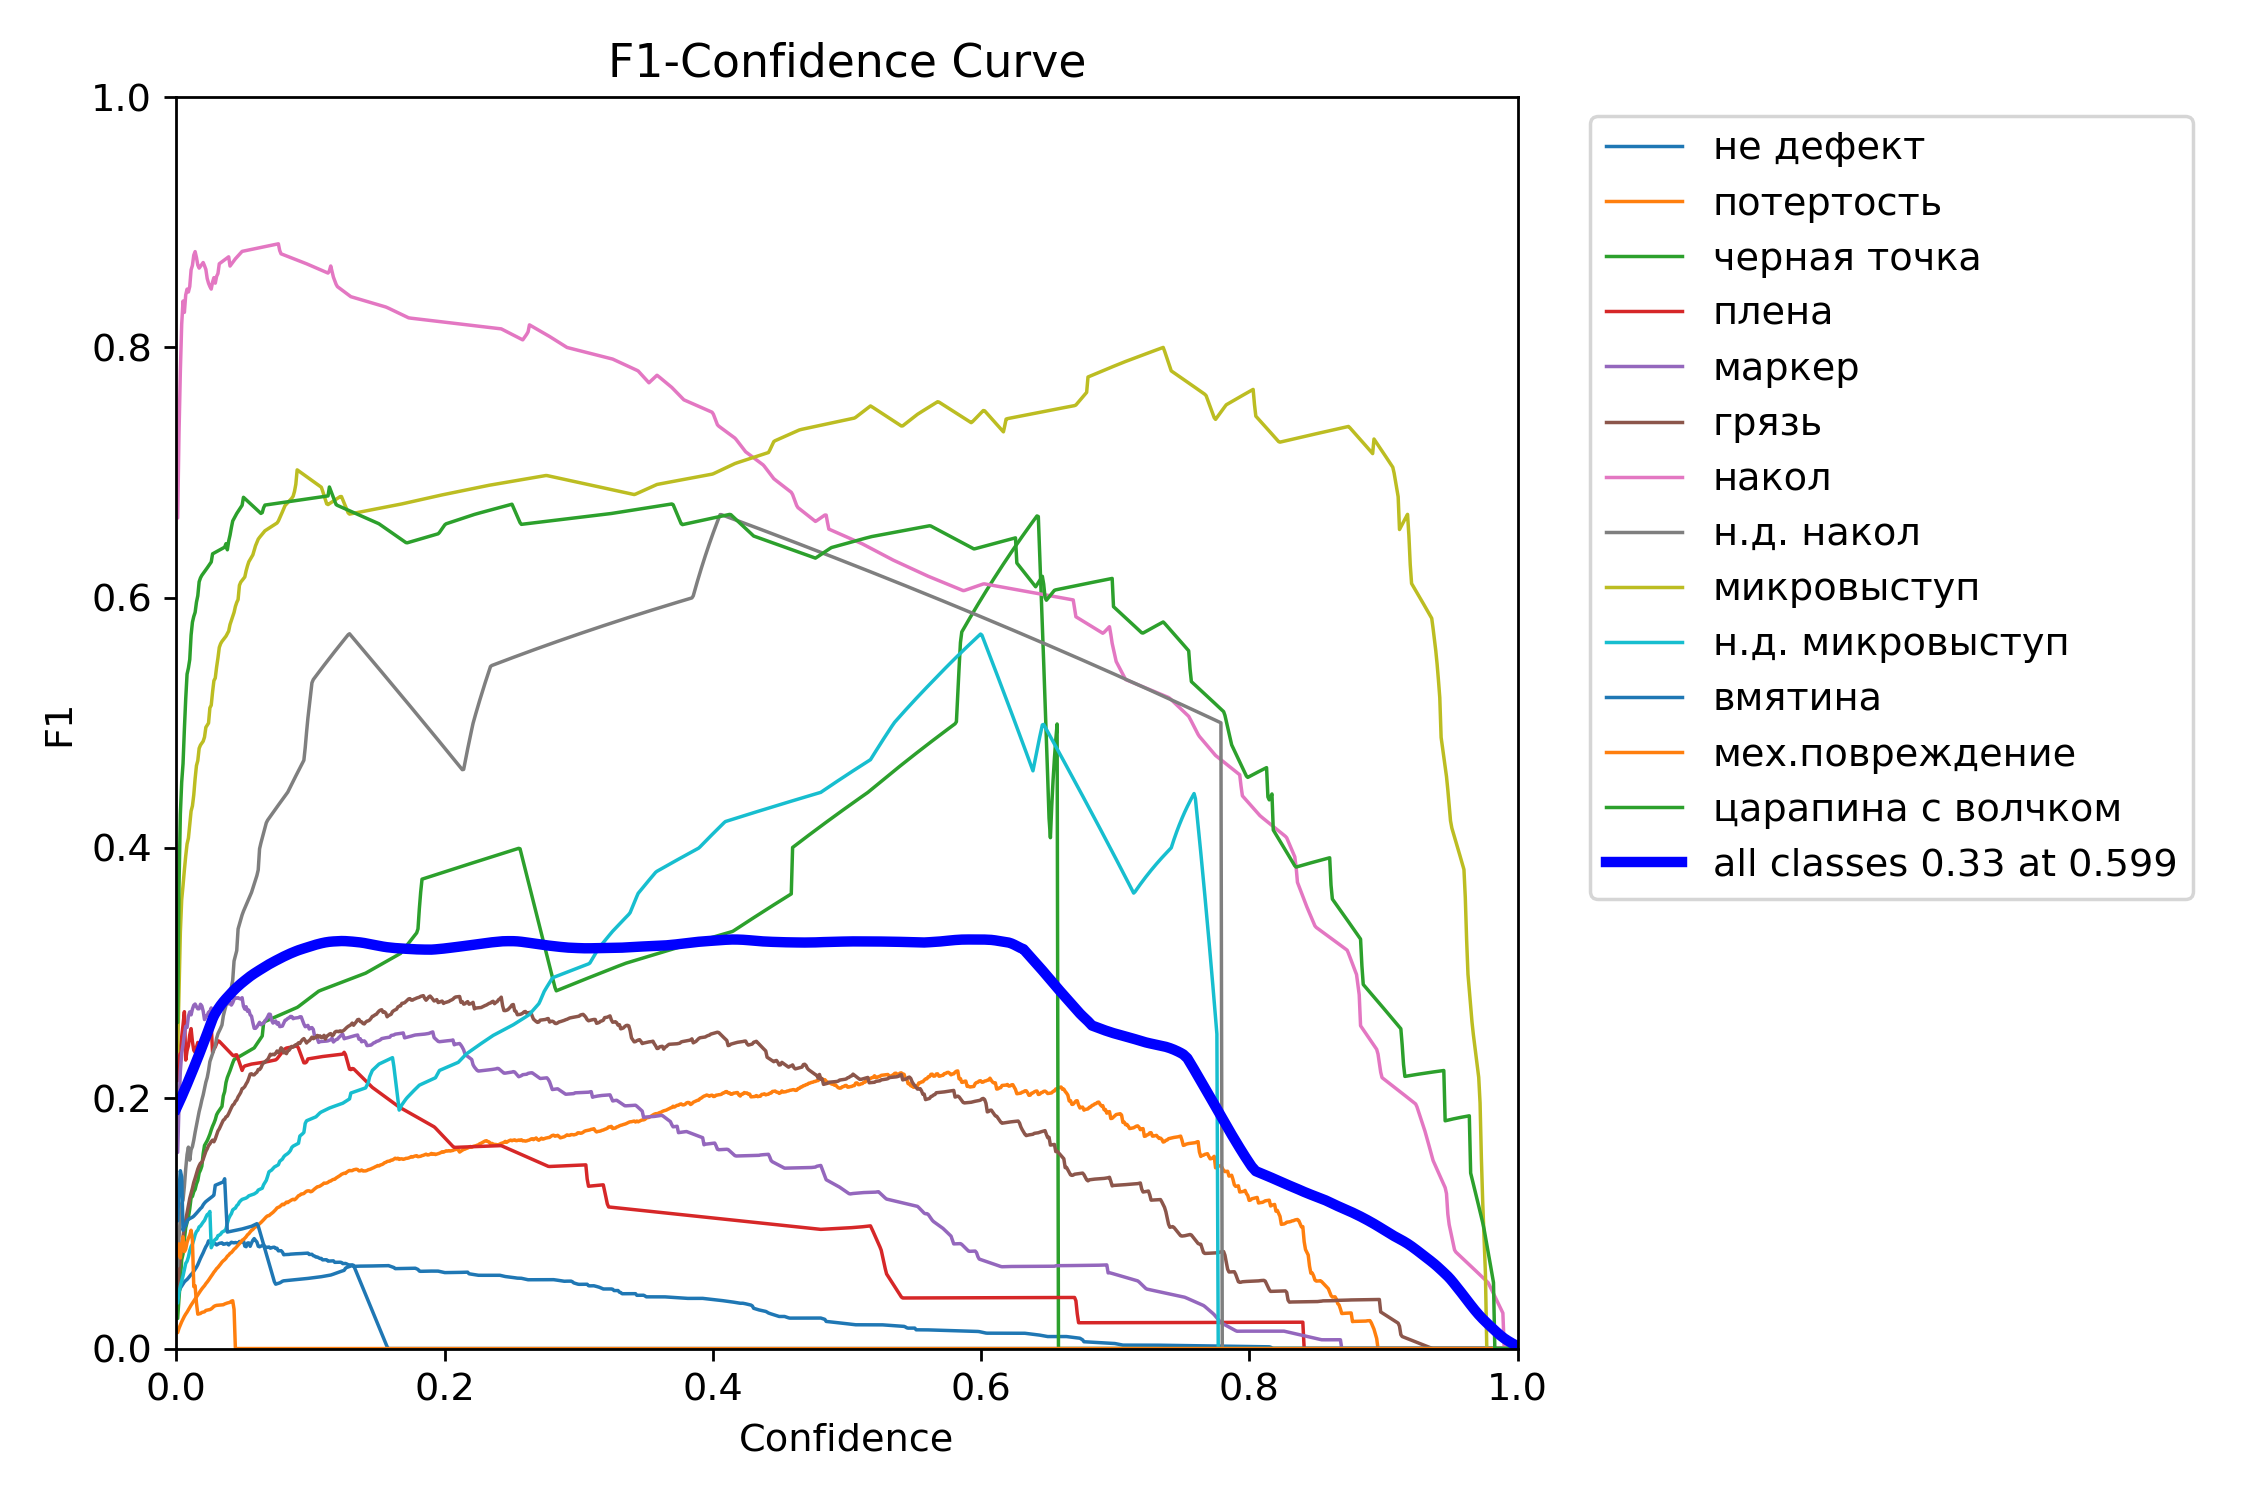 F1-Confidence Curve
1.0
0.8
0.6
0.4
0.2
0.0
F1
0.0 0.2 0.4 0.6 0.8 1.0
Confidence
не дефект
потертость
черная точка
плена
маркер
грязь
накол
н.д. накол
микровыступ
н.д. микровыступ
вмятина
мех.повреждение
царапина с волчком
all classes 0.33 at 0.599